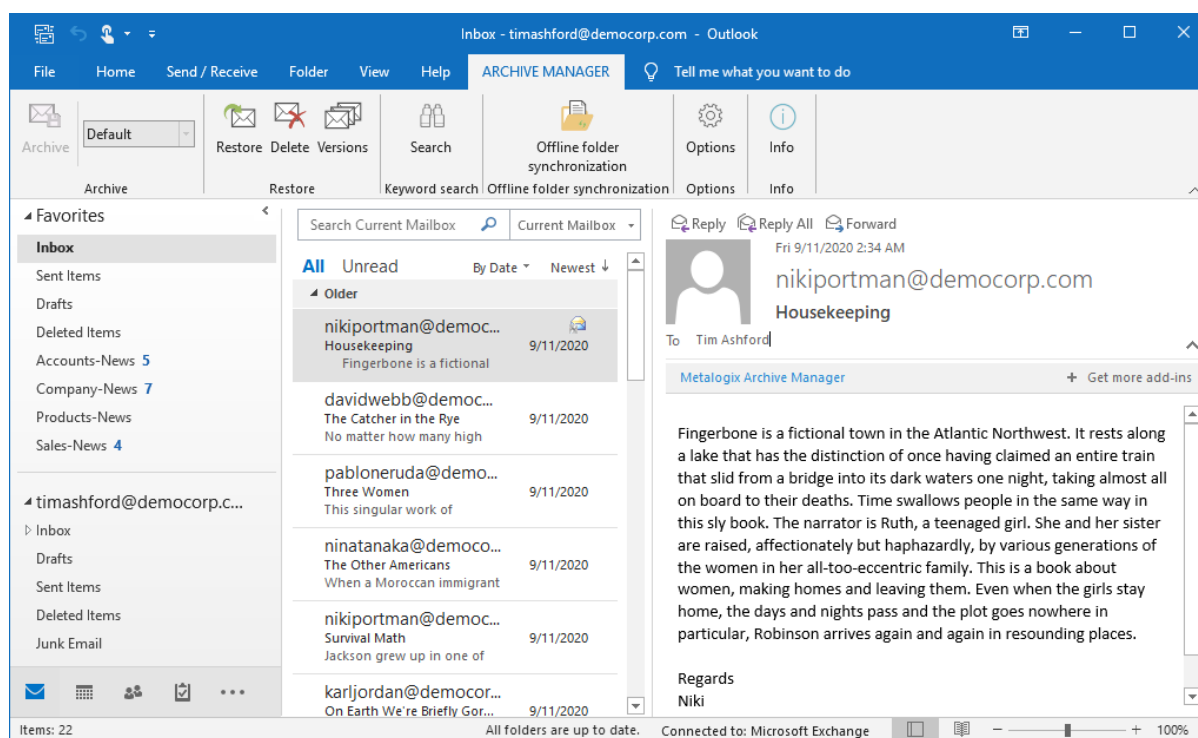 Inbox - timashford@democorp.com - Outlook
File Home Send / Receive Folder View Help ARCHIVE MANAGER Tell me what you want to do
Archive
Default
Restore Delete Versions
Search
Offline folder
synchronization
Options
Info
Archive Restore Keyword search Offline folder synchronization Options Info
Favorites
Inbox
Sent Items
Drafts
Deleted Items
Accounts-News 5
Company-News 7
Products-News
Sales-News 4
timashford@democorp.c...
Inbox
Drafts
Sent Items
Deleted Items
Junk Email
Search Current Mailbox Current Mailbox
All Unread By Date Newest ↓
Older
nikiportman@democ...
Housekeeping 9/11/2020
Fingerbone is a fictional
davidwebb@democ...
The Catcher in the Rye 9/11/2020
No matter how many high
pabloneruda@demo...
Three Women 9/11/2020
This singular work of
ninatanaka@democo...
The Other Americans 9/11/2020
When a Moroccan immigrant
nikiportman@democ...
Survival Math 9/11/2020
Jackson grew up in one of
karljordan@democor...
On Earth We're Briefly Gor... 9/11/2020
Reply Reply All Forward
Fri 9/11/2020 2:34 AM
nikiportman@democorp.com
Housekeeping
To Tim Ashford
Metalogix Archive Manager + Get more add-ins
Fingerbone is a fictional town in the Atlantic Northwest. It rests along
a lake that has the distinction of once having claimed an entire train
that slid from a bridge into its dark waters one night, taking almost all
on board to their deaths. Time swallows people in the same way in
this sly book. The narrator is Ruth, a teenaged girl. She and her sister
are raised, affectionately but haphazardly, by various generations of
the women in her all-too-eccentric family. This is a book about
women, making homes and leaving them. Even when the girls stay
home, the days and nights pass and the plot goes nowhere in
particular, Robinson arrives again and again in resounding places.
Regards
Niki
Items: 22 All folders are up to date. Connected to: Microsoft Exchange - + 100%